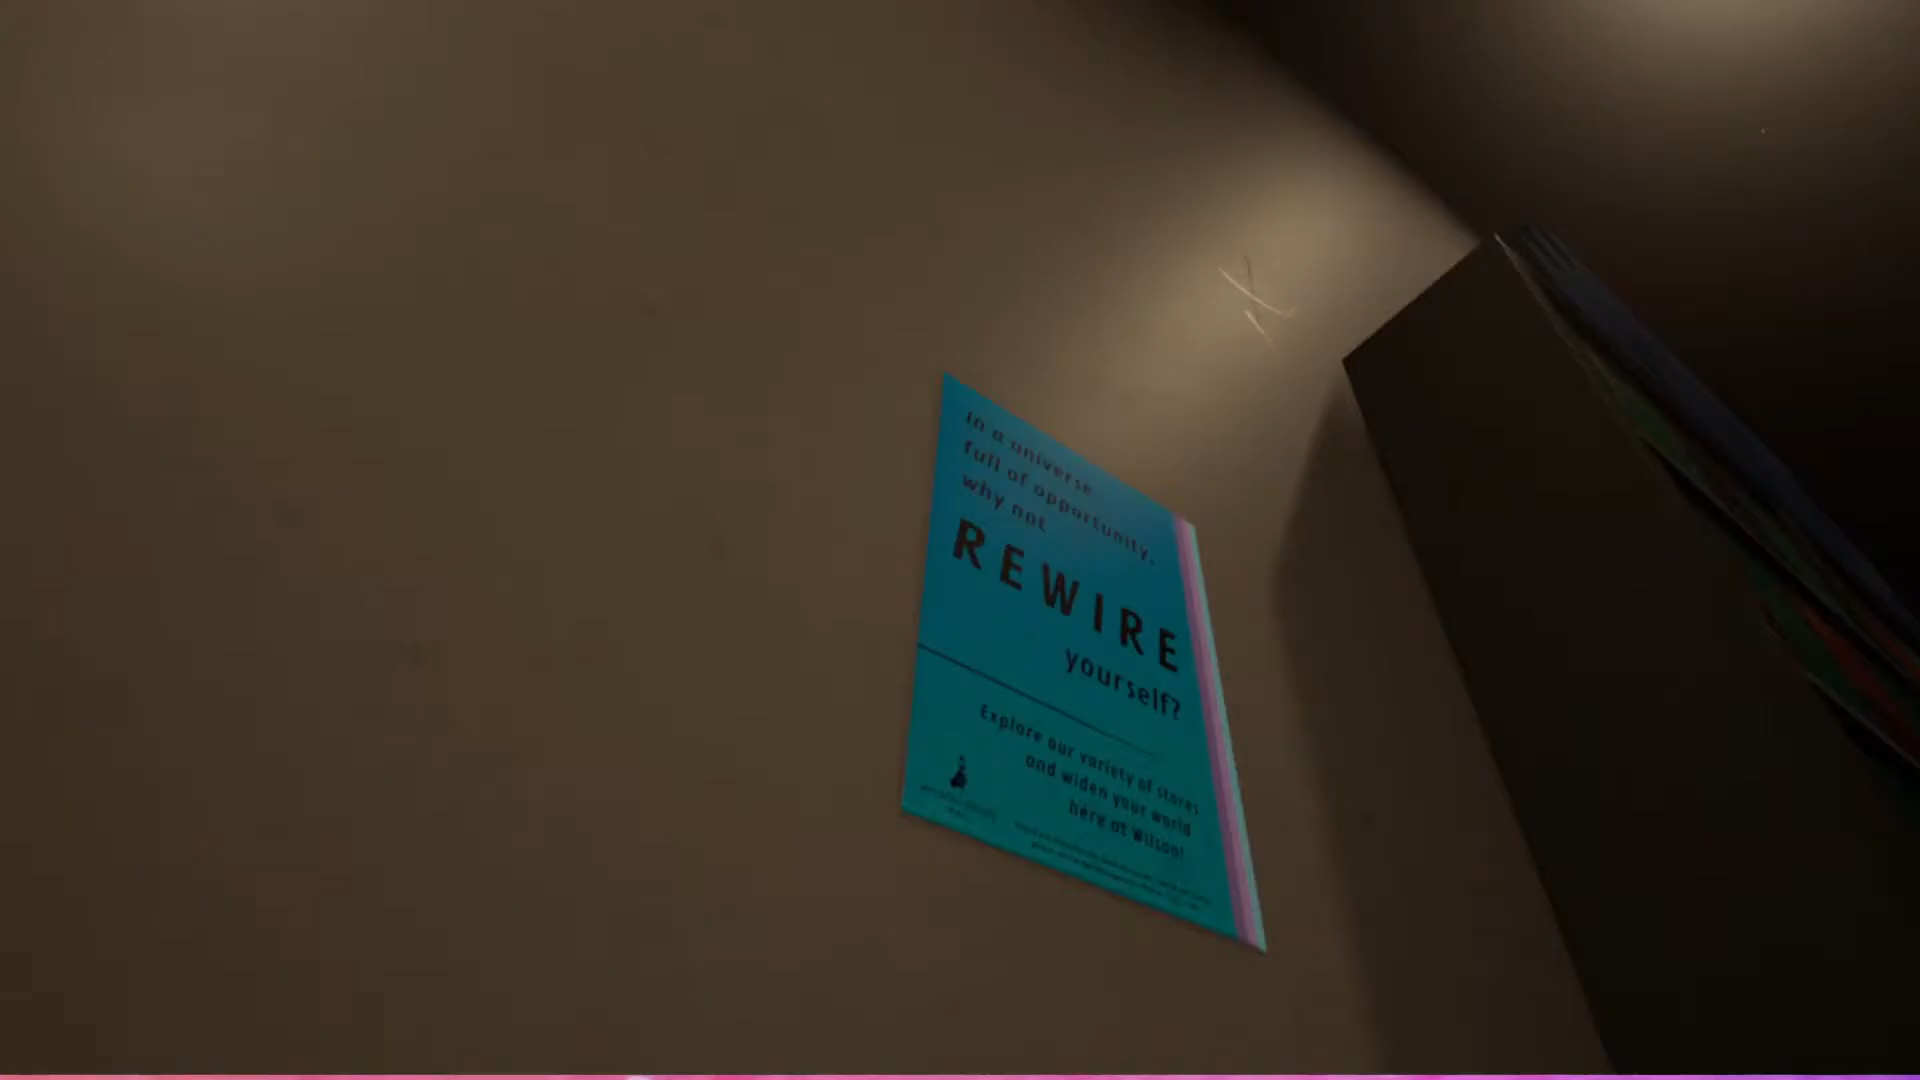 In a universe
full of opportunity,
why not
REWIRE
yourself?
Explore our variety of stores
and widen your world
here at Wilson!